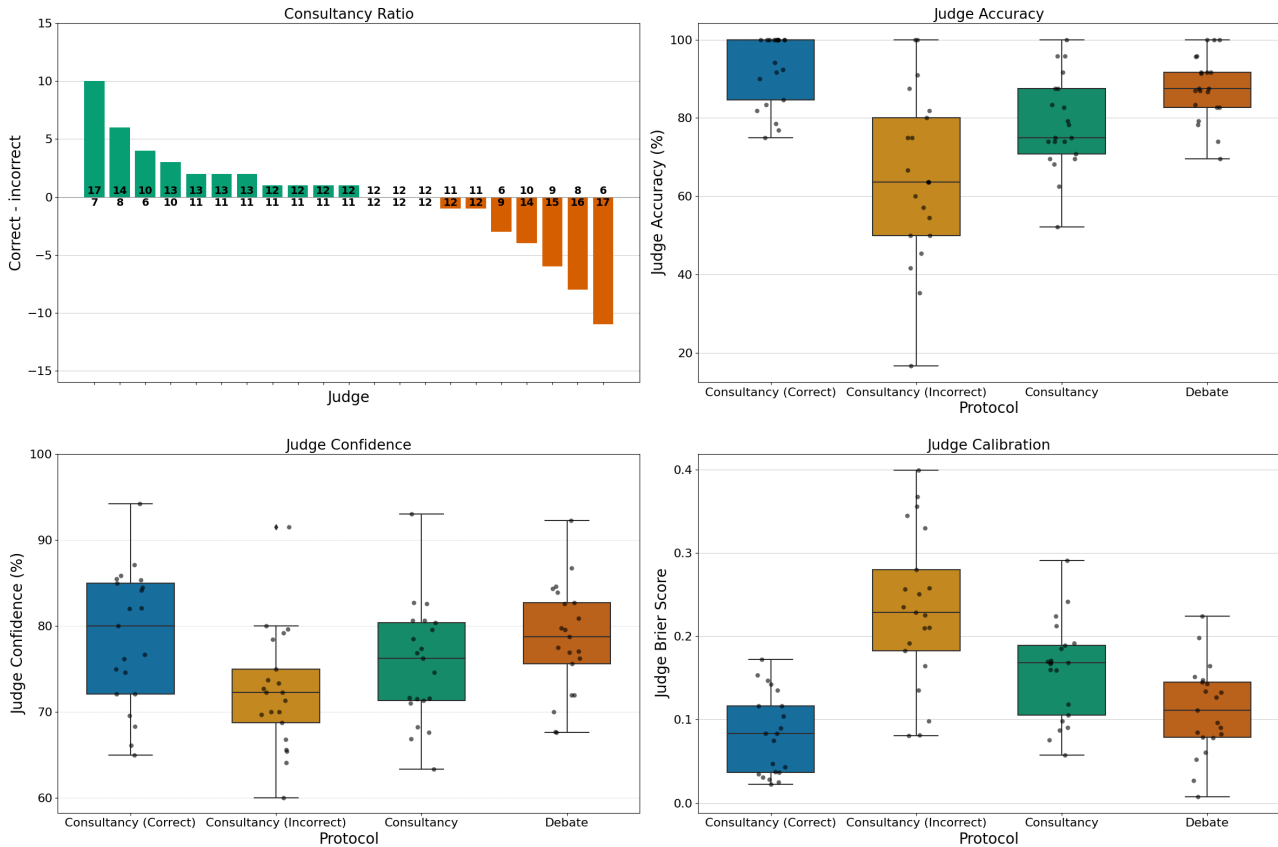 Consultancy Ratio
Correct - incorrect
15
10
5
0
−5
−10
−15
17 14 10 13 13 13 13 12 12 12 12 12 12 12 11 11 6 10 9 8 6
7 8 6 10 11 11 11 11 11 11 11 12 12 12 12 12 9 14 15 16 17
Judge
Judge Accuracy
Judge Accuracy (%)
100
80
60
40
20
Consultancy (Correct) Consultancy (Incorrect) Consultancy Debate
Protocol
Judge Confidence
Judge Confidence (%)
100
90
80
70
60
Consultancy (Correct) Consultancy (Incorrect) Consultancy Debate
Protocol
Judge Calibration
Judge Brier Score
0.4
0.3
0.2
0.1
0.0
Consultancy (Correct) Consultancy (Incorrect) Consultancy Debate
Protocol